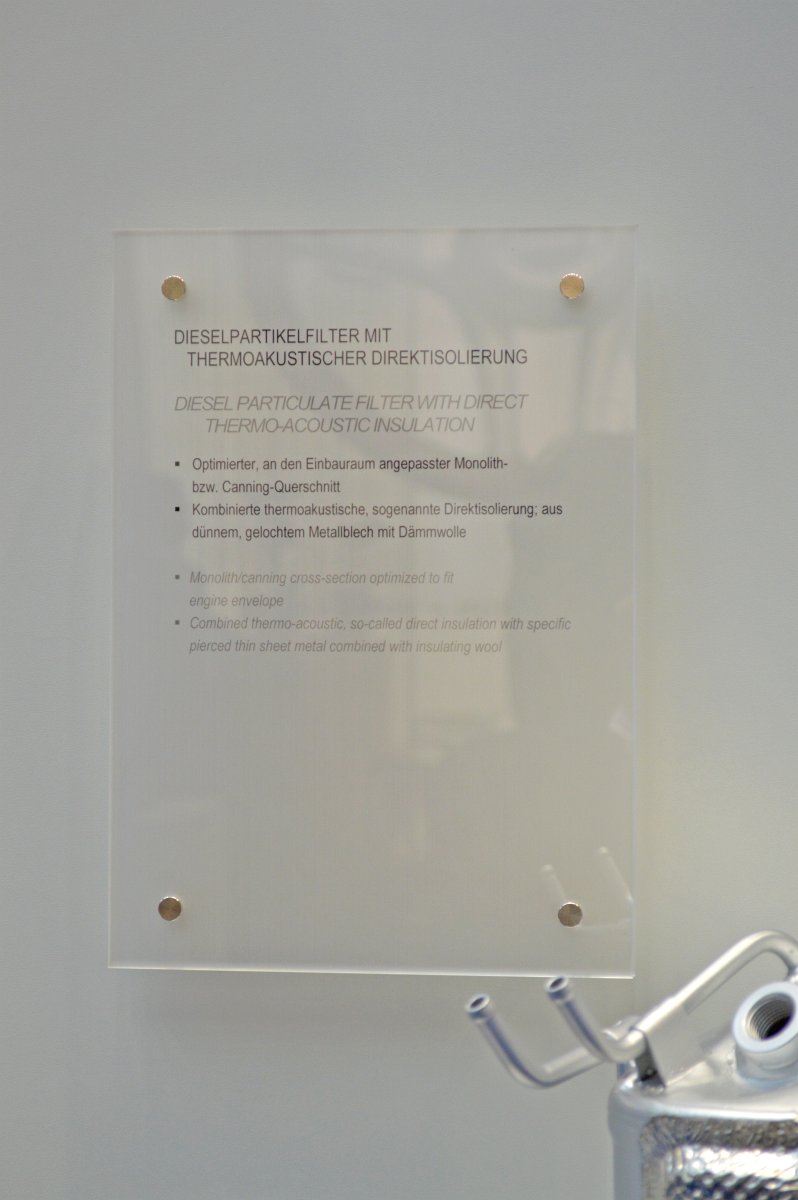 DIESELPARTIKELFILTER MIT
THERMOAKUSTISCHER DIREKTISOLIERUNG
DIESEL PARTICULATE FILTER WITH DIRECT
THERMO-ACOUSTIC INSULATION
▪ Optimierter, an den Einbauraum angepasster Monolith-
bzw. Canning-Querschnitt
▪ Kombinierte thermoakustische, sogenannte Direktisolierung; aus
dünnem, gelochtem Metallblech mit Dämmwolle
▪ Monolith/canning cross-section optimized to fit
engine envelope
▪ Combined thermo-acoustic, so-called direct insulation with specific
pierced thin sheet metal combined with insulating wool